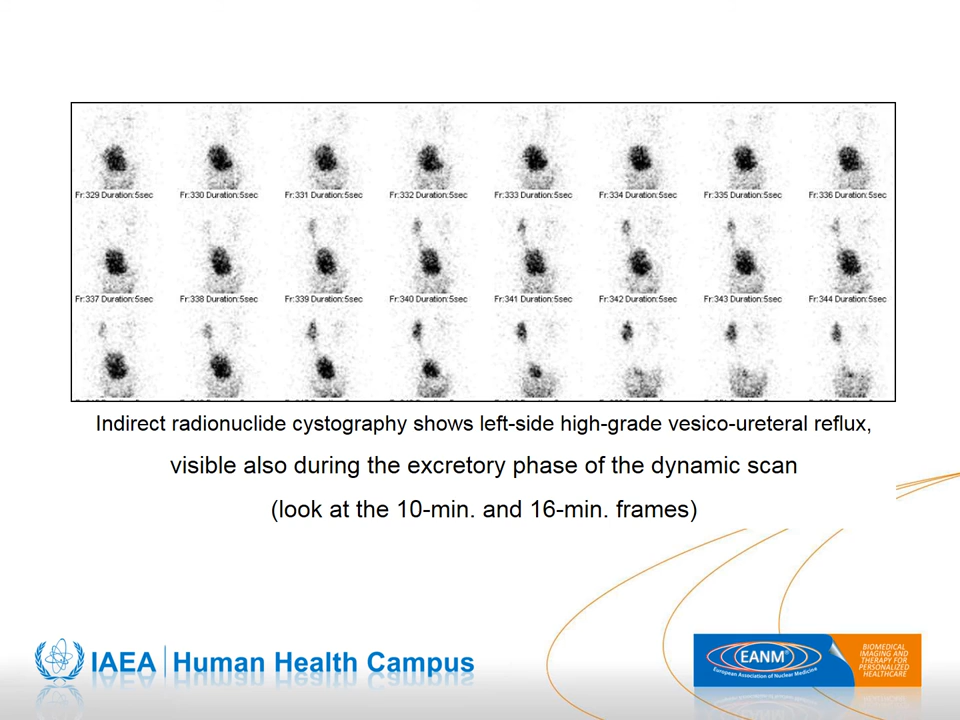 Fr:329 Duration:5sec Fr:330 Duration:5sec Fr:331 Duration:5sec Fr:332 Duration:5sec Fr:333 Duration:5sec Fr:334 Duration:5sec Fr:335 Duration:5sec Fr:336 Duration:5sec
Fr:337 Duration:5sec Fr:338 Duration:5sec Fr:339 Duration:5sec Fr:340 Duration:5sec Fr:341 Duration:5sec Fr:342 Duration:5sec Fr:343 Duration:5sec Fr:344 Duration:5sec
Indirect radionuclide cystography shows left-side high-grade vesico-ureteral reflux,
visible also during the excretory phase of the dynamic scan
(look at the 10-min. and 16-min. frames)
IAEA Human Health Campus
EANM®
European Association of Nuclear Medicine
BIOMEDICAL
IMAGING AND
THERAPY FOR
PERSONALIZED
HEALTHCARE